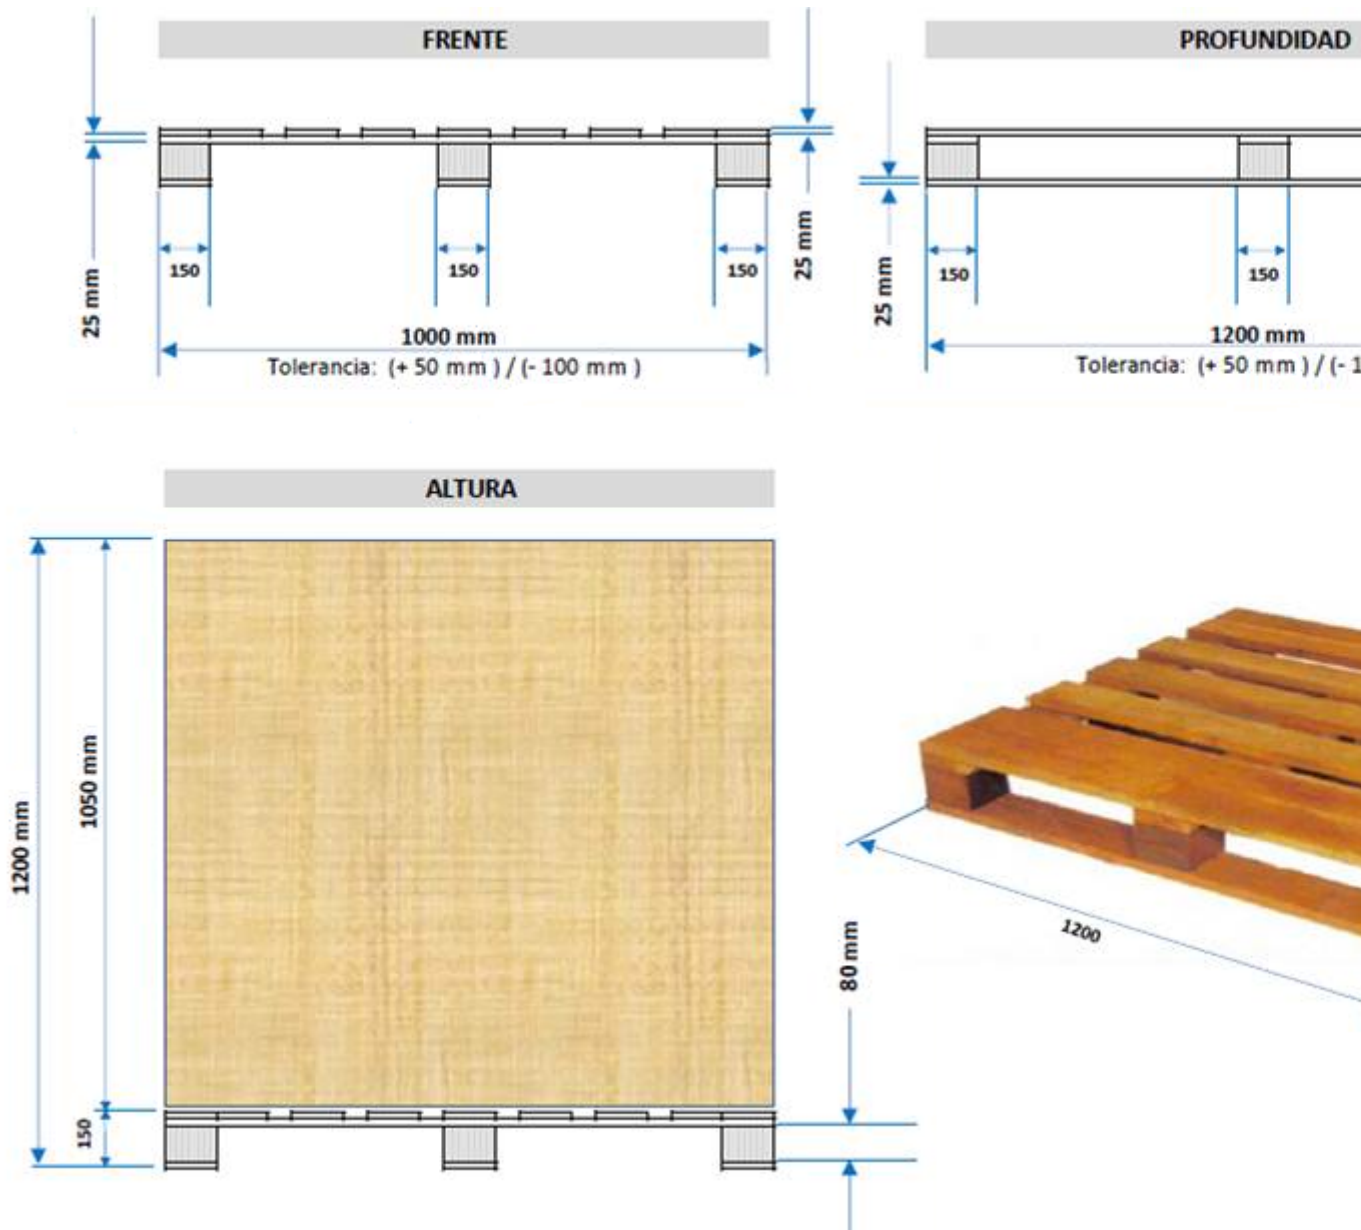 FRENTE
25 mm
150
150
150
25 mm
1000 mm
Tolerancia: (+ 50 mm ) / (- 100 mm )
PROFUNDIDAD
25 mm
150
150
1200 mm
Tolerancia: (+ 50 mm ) / (- 1
ALTURA
1200 mm
1050 mm
150
80 mm
1200